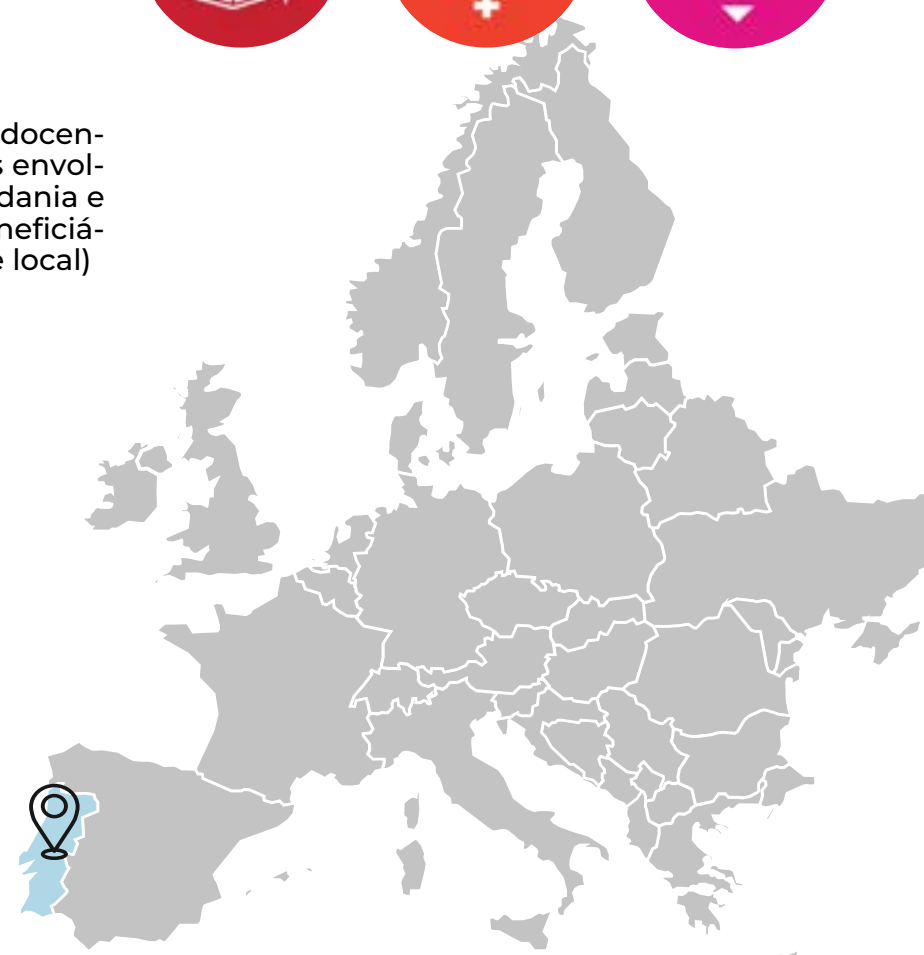 docen-
s envol-
dania e
neficiá-
e local)